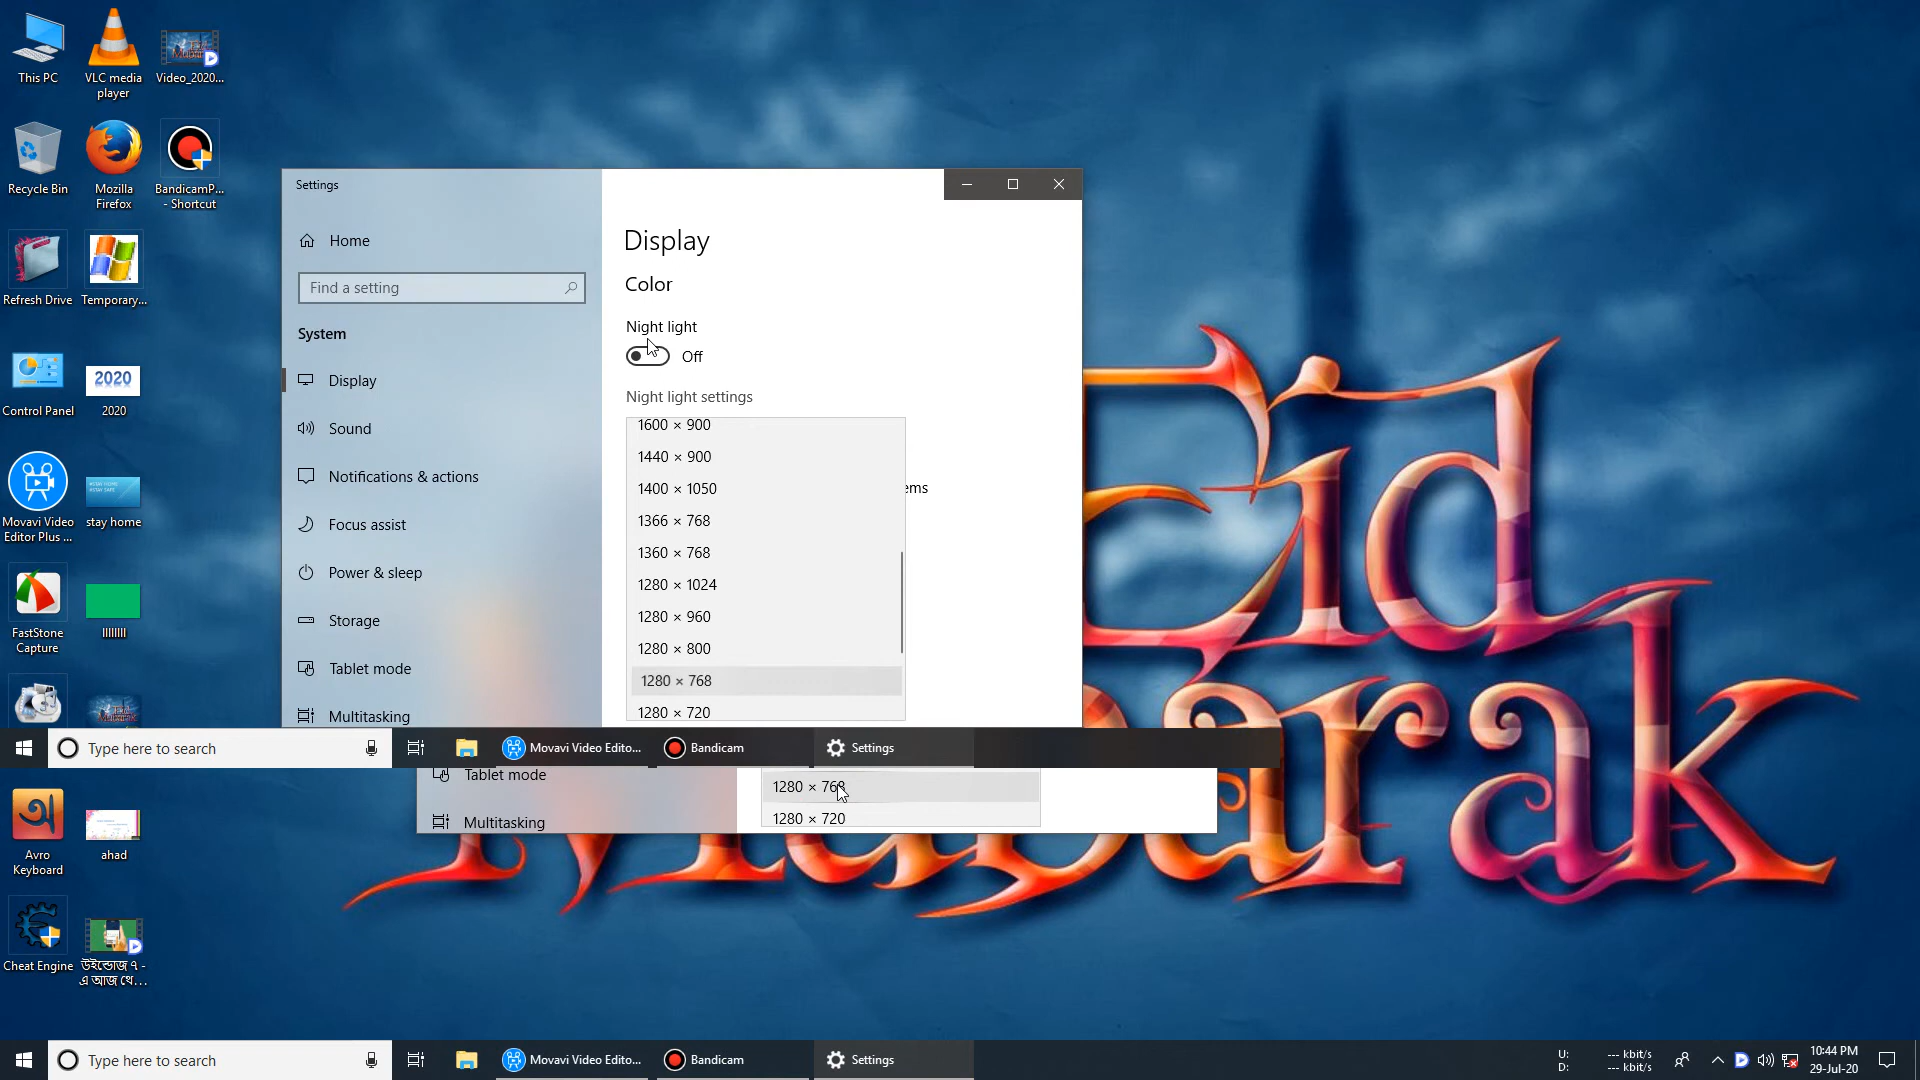 This PC
VLC media
player
Video_2020...
Recycle Bin
Mozilla
Firefox
BandicamP...
- Shortcut
Refresh Drive
Temporary...
Control Panel
2020
2020
Movavi Video
Editor Plus ...
stay home
FastStone
Capture
llllllll
Avro
Keyboard
ahad
Cheat Engine
উইন্ডোজ ৭ -
এ আজ থে...
Settings
Home
Find a setting
System
Display
Sound
Notifications & actions
Focus assist
Power & sleep
Storage
Tablet mode
Multitasking
Display
Color
Night light
Off
Night light settings
1600 × 900
1440 × 900
1400 × 1050
ems
1366 × 768
1360 × 768
1280 × 1024
1280 × 960
1280 × 800
1280 × 768
1280 × 720
Type here to search
Movavi Video Edito...
Bandicam
Settings
Tablet mode
Multitasking
1280 × 768
1280 × 720
Eid
Mubarak
Type here to search
Movavi Video Edito...
Bandicam
Settings
U: --- kbit/s
D: --- kbit/s
10:44 PM
29-Jul-20